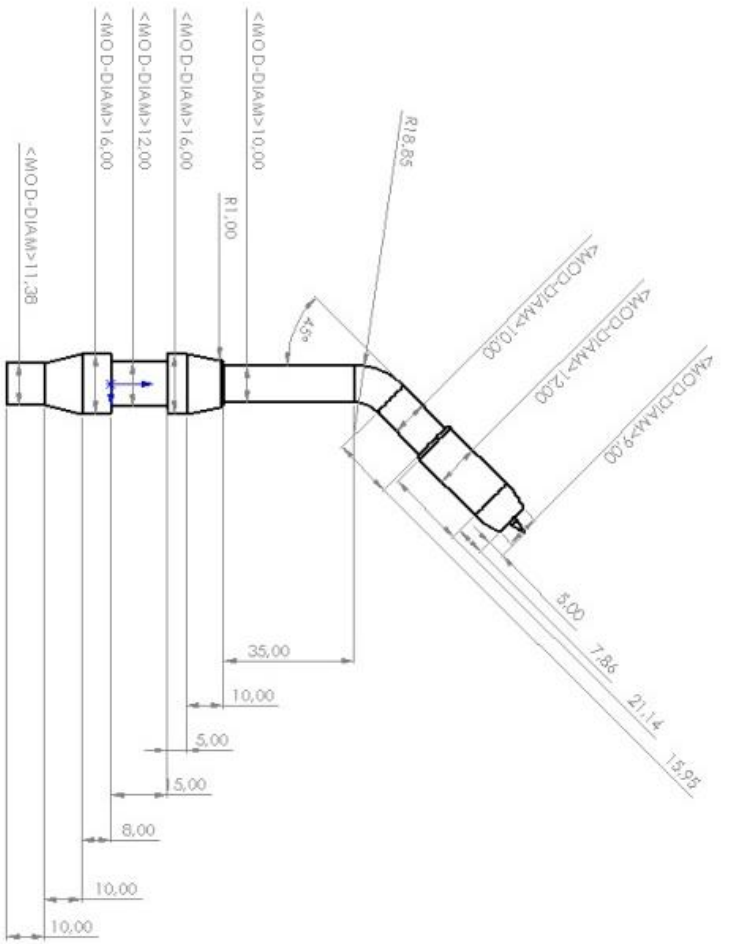 <MOD-DIAM>16,00
<MOD-DIAM>12,00
<MOD-DIAM>16,00
<MOD-DIAM>10,00
R18,85
<MOD-DIAM>11,38
R1,00
<MOD-DIAM>10,00
<MOD-DIAM>12,00
<MOD-DIAM>9,00
45°
5,00
7,86
21,14
15,95
35,00
10,00
5,00
15,00
8,00
10,00
10,00